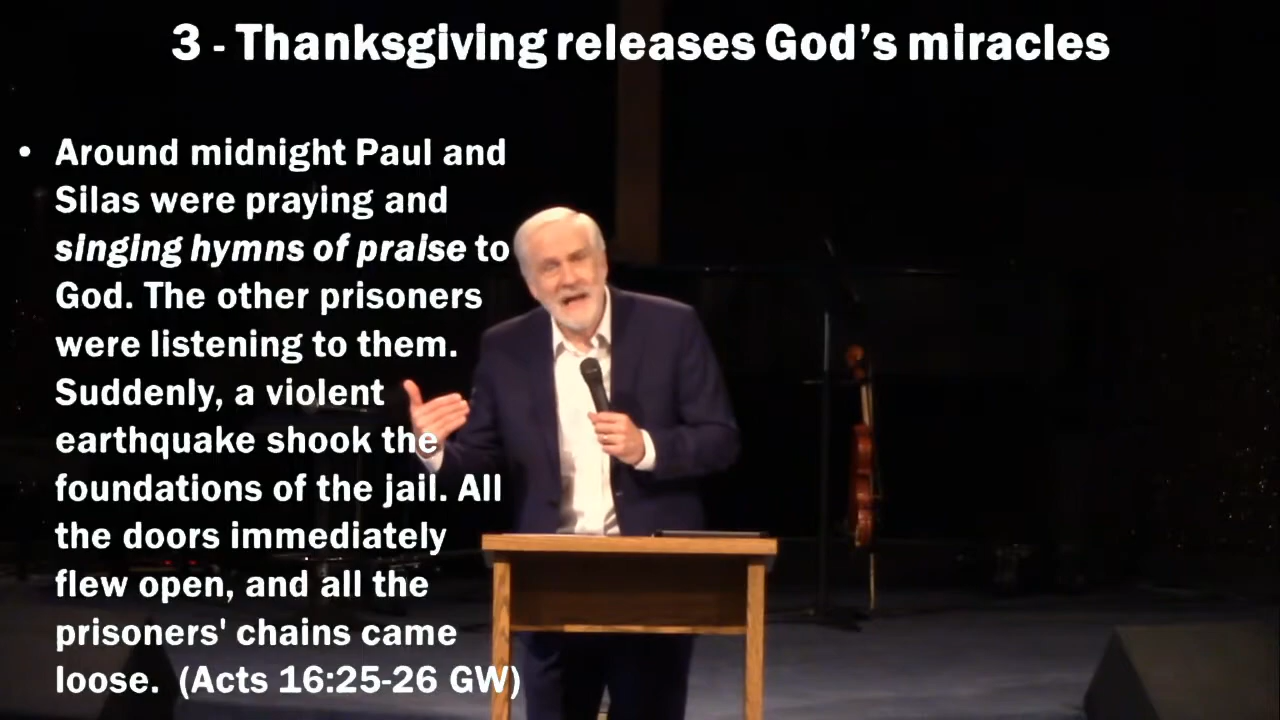 3 - Thanksgiving releases God's miracles
• Around midnight Paul and
Silas were praying and
singing hymns of praise to
God. The other prisoners
were listening to them.
Suddenly, a violent
earthquake shook the
foundations of the jail. All
the doors immediately
flew open, and all the
prisoners' chains came
loose.  (Acts 16:25-26 GW)